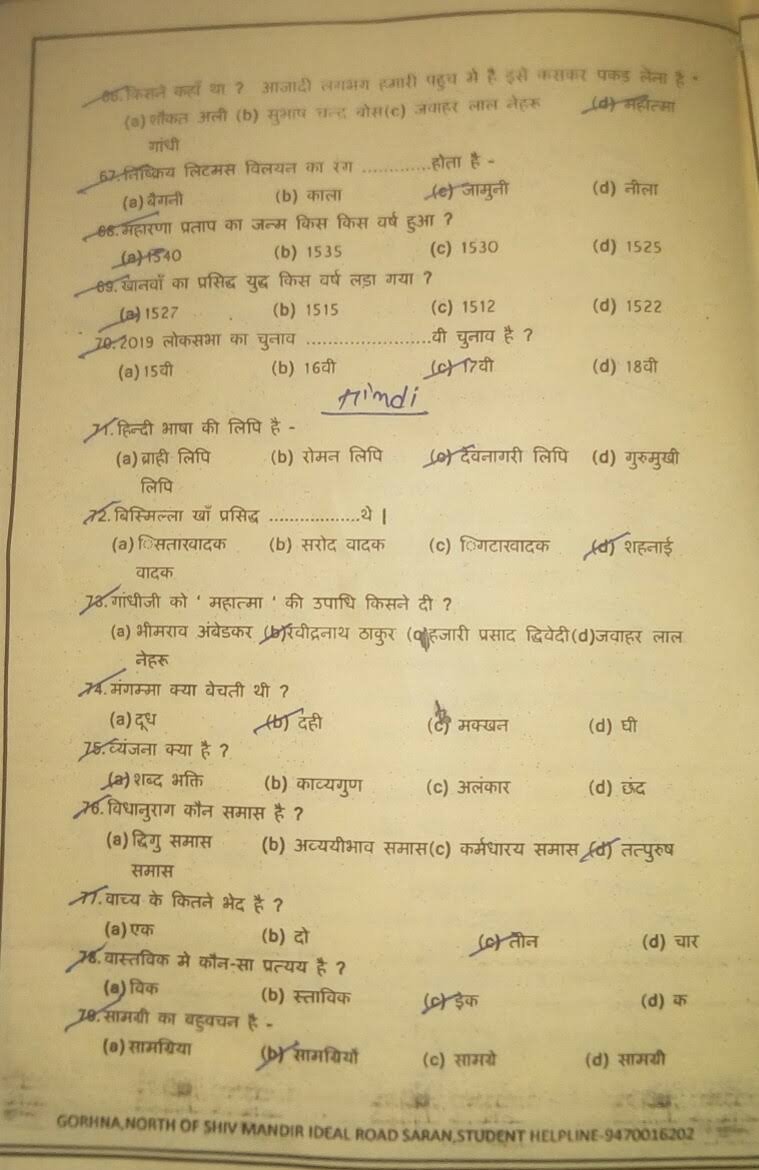 66.किसने कहाँ था ? आजादी लगभग हमारी पहुच मे है इसे कसकर पकड लेना है -
(a)शौकत अली (b) सुभाष चन्द वोस(c) जवाहर लाल नेहरू (d) महात्मा
गांधी
67.निष्क्रिय लिटमस विलयन का रंग .............होता है -
(a)बैगनी (b) काला (c) जामुनी (d) नीला
68.महारणा प्रताप का जन्म किस किस वर्ष हुआ ?
(a)1540 (b) 1535 (c) 1530 (d) 1525
69.खानवाँ का प्रसिद्ध युद्ध किस वर्ष लड़ा गया ?
(a)1527 (b) 1515 (c) 1512 (d) 1522
70.2019 लोकसभा का चुनाव .......................वी चुनाव है ?
(a)15वी (b) 16वी (c) 17वी (d) 18वी
Hindi
71.हिन्दी भाषा की लिपि है -
(a)ब्राही लिपि (b) रोमन लिपि (c) देवनागरी लिपि (d) गुरुमुखी
लिपि
72.बिस्मिल्ला खाँ प्रसिद्ध ..................थे |
(a)िसतारवादक (b) सरोद वादक (c) िगटारवादक (d) शहनाई
वादक
73.गांधीजी को ' महात्मा ' की उपाधि किसने दी ?
(a) भीमराव अंबेडकर (b)रवीद्रनाथ ठाकुर (c)हजारी प्रसाद द्विवेदी(d)जवाहर लाल
नेहरू
74.मंगम्मा क्या बेचती थी ?
(a)दूध (b) दही (c) मक्खन (d) घी
75.व्यंजना क्या है ?
(a)शब्द भक्ति (b) काव्यगुण (c) अलंकार (d) छंद
76.विधानुराग कौन समास है ?
(a)द्विगु समास (b) अव्ययीभाव समास(c) कर्मधारय समास (d) तत्पुरुष
समास
77.वाच्य के कितने भेद है ?
(a)एक (b) दो (c) तीन (d) चार
78.वास्तविक मे कौन-सा प्रत्यय है ?
(a)विक (b) स्ताविक (c) ईक (d) क
79.सामग्री का बहुवचन है -
(a)सामग्रिया (b) सामग्रियाँ (c) सामग्रे (d) सामग्री
GORHNA,NORTH OF SHIV MANDIR IDEAL ROAD SARAN,STUDENT HELPLINE-9470016202